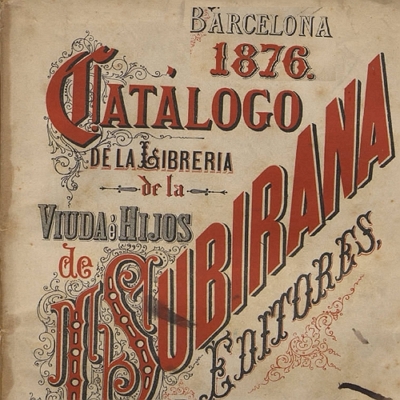 BARCELONA
1876.
CATÁLOGO
DE LA LIBRERIA
de la
VIUDA é HIJOS
de
J SUBIRANA
EDITORES,